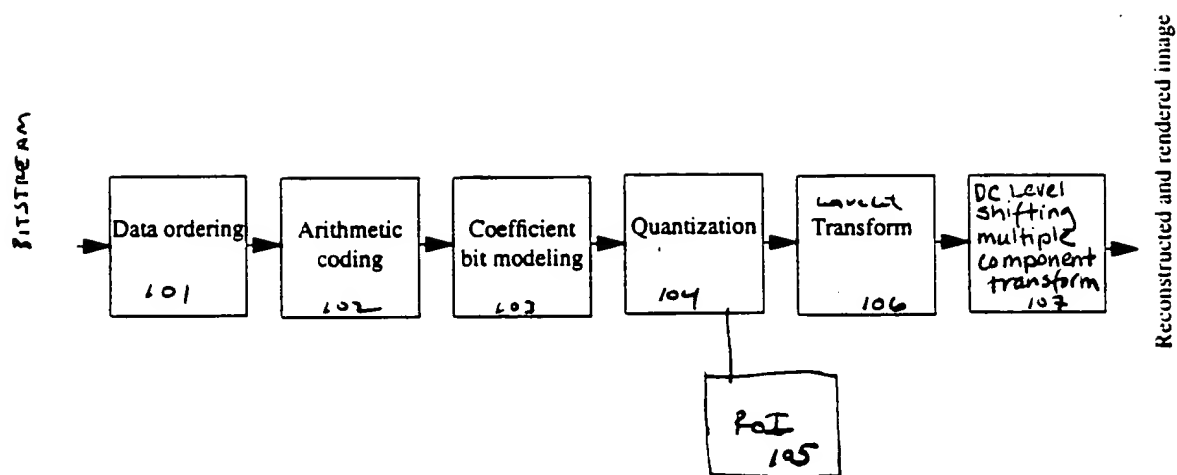 BITSTREAM
Data ordering
101
Arithmetic
coding
102
Coefficient
bit modeling
103
Quantization
104
RoI
105
wavelet
Transform
106
DC Level
shifting
multiple
component
transform
107
Reconstructed and rendered image